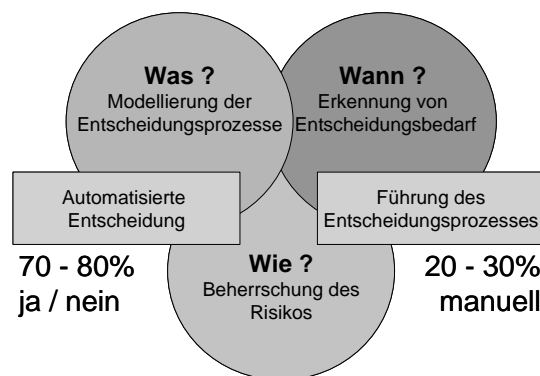 Was ?
Modellierung der
Entscheidungsprozesse
Wann ?
Erkennung von
Entscheidungsbedarf
Automatisierte
Entscheidung
Führung des
Entscheidungsprozesses
70 - 80%
ja / nein
Wie ?
Beherrschung des
Risikos
20 - 30%
manuell